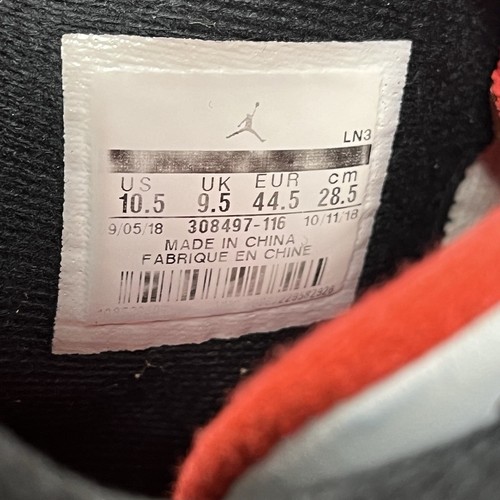 LN3
US UK EUR cm
10.5 9.5 44.5 28.5
9/05/18 308497-116 10/11/18
MADE IN CHINA
FABRIQUE EN CHINE